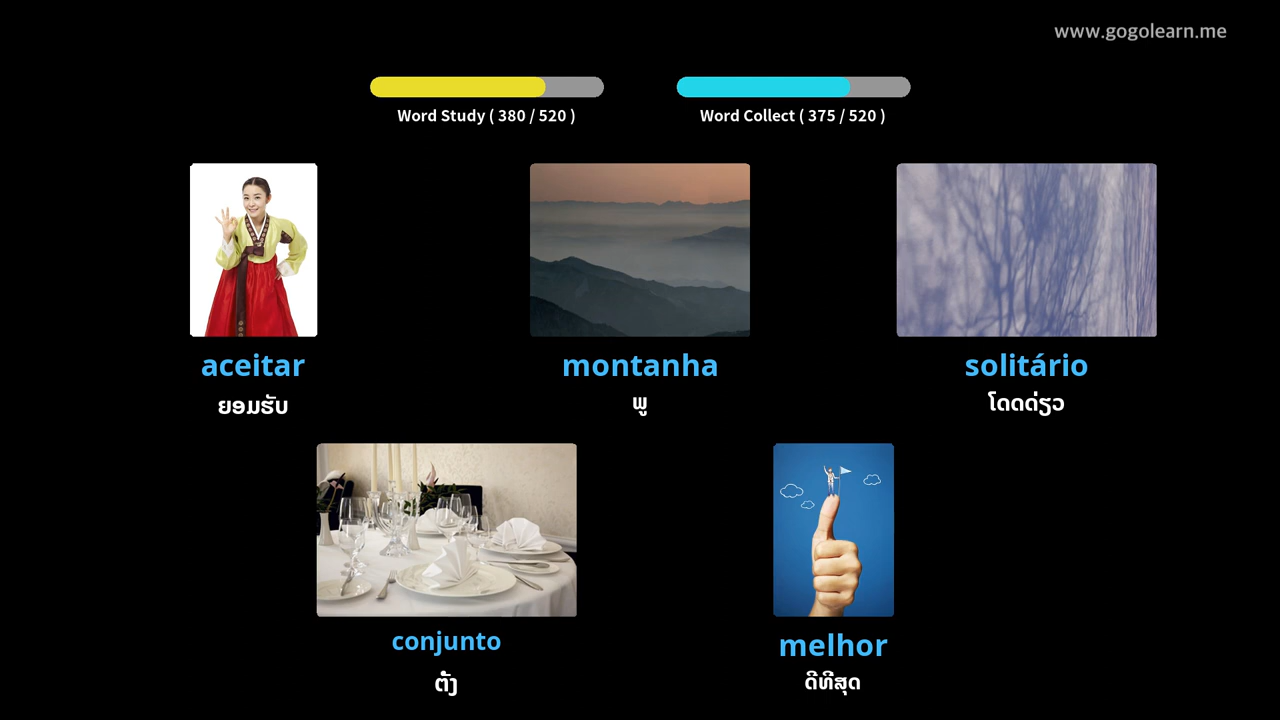 www.gogolearn.me
Word Study ( 380 / 520 )
Word Collect ( 375 / 520 )
aceitar
ຍອມຮັບ
montanha
ພູ
solitário
ໂດດດ່ຽວ
conjunto
ຕັ້ງ
melhor
ດີທີ່ສຸດ